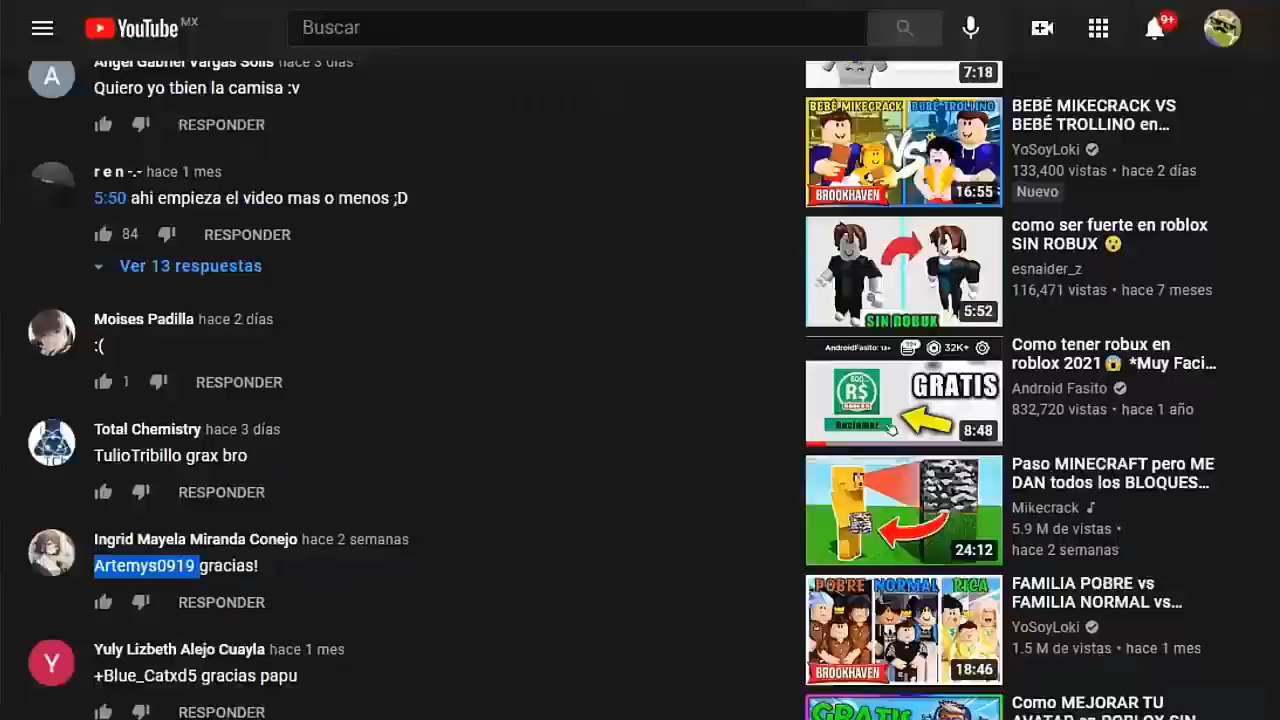 YouTube MX
Buscar
9+
Angel Gabriel Vargas Solis hace 3 días
A
Quiero yo tbien la camisa :v
RESPONDER
r e n -.- hace 1 mes
5:50 ahi empieza el video mas o menos ;D
84 RESPONDER
Ver 13 respuestas
Moises Padilla hace 2 días
:(
1 RESPONDER
Total Chemistry hace 3 días
TulioTribillo grax bro
RESPONDER
Ingrid Mayela Miranda Conejo hace 2 semanas
Artemys0919 gracias!
RESPONDER
Yuly Lizbeth Alejo Cuayla hace 1 mes
Y
+Blue_Catxd5 gracias papu
RESPONDER
7:18
BEBÉ MIKECRACK
BEBÉ TROLLINO
VS
BROOKHAVEN
16:55
BEBÉ MIKECRACK VS
BEBÉ TROLLINO en...
YoSoyLoki
133,400 vistas • hace 2 días
Nuevo
SIN ROBUX
5:52
como ser fuerte en roblox
SIN ROBUX 😮
esnaider_z
116,471 vistas • hace 7 meses
AndroidFasito: 13+ 99+ 32K+
800
R$
ROBUX
GRATIS
Reclamar
8:48
Como tener robux en
roblox 2021😱 *Muy Faci...
Android Fasito
832,720 vistas • hace 1 año
24:12
Paso MINECRAFT pero ME
DAN todos los BLOQUES...
Mikecrack
5.9 M de vistas •
hace 2 semanas
POBRE NORMAL RICA
BROOKHAVEN
18:46
FAMILIA POBRE vs
FAMILIA NORMAL vs...
YoSoyLoki
1.5 M de vistas • hace 1 mes
GRATIS
Como MEJORAR TU
AVATAR en ROBLOX SIN